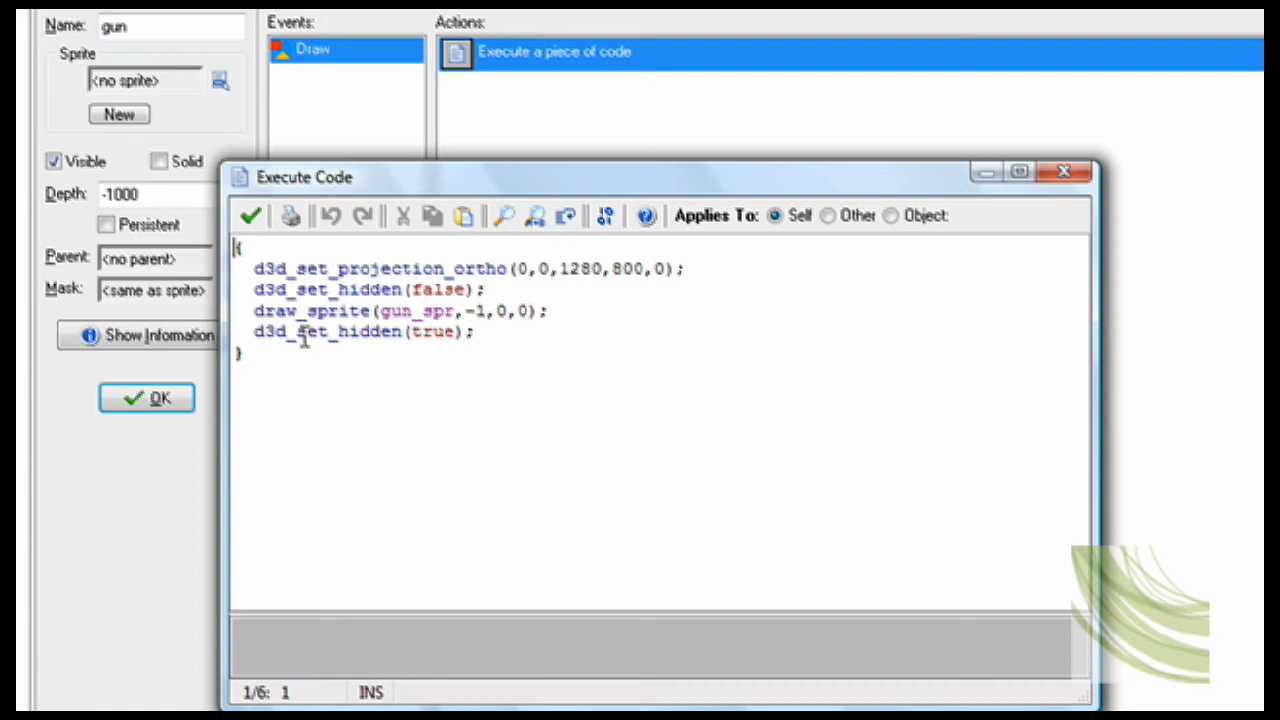 Name: gun
Events:
Actions:
Sprite
Draw
Execute a piece of code
<no sprite>
New
Visible
Solid
Depth: -1000
Persistent
Parent: <no parent>
Mask: <same as sprite>
Show Information
OK
Execute Code
Applies To: Self Other Object:
{
d3d_set_projection_ortho(0,0,1280,800,0);
d3d_set_hidden(false);
draw_sprite(gun_spr,-1,0,0);
d3d_set_hidden(true);
}
1/6: 1 INS